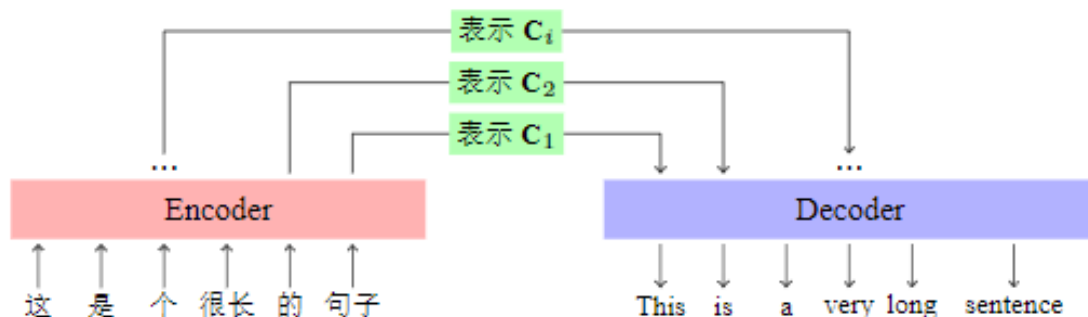 表示 C_i
表示 C_2
表示 C_1
... ...
Encoder Decoder
这 是 个 很长 的 句子 This is a very long sentence